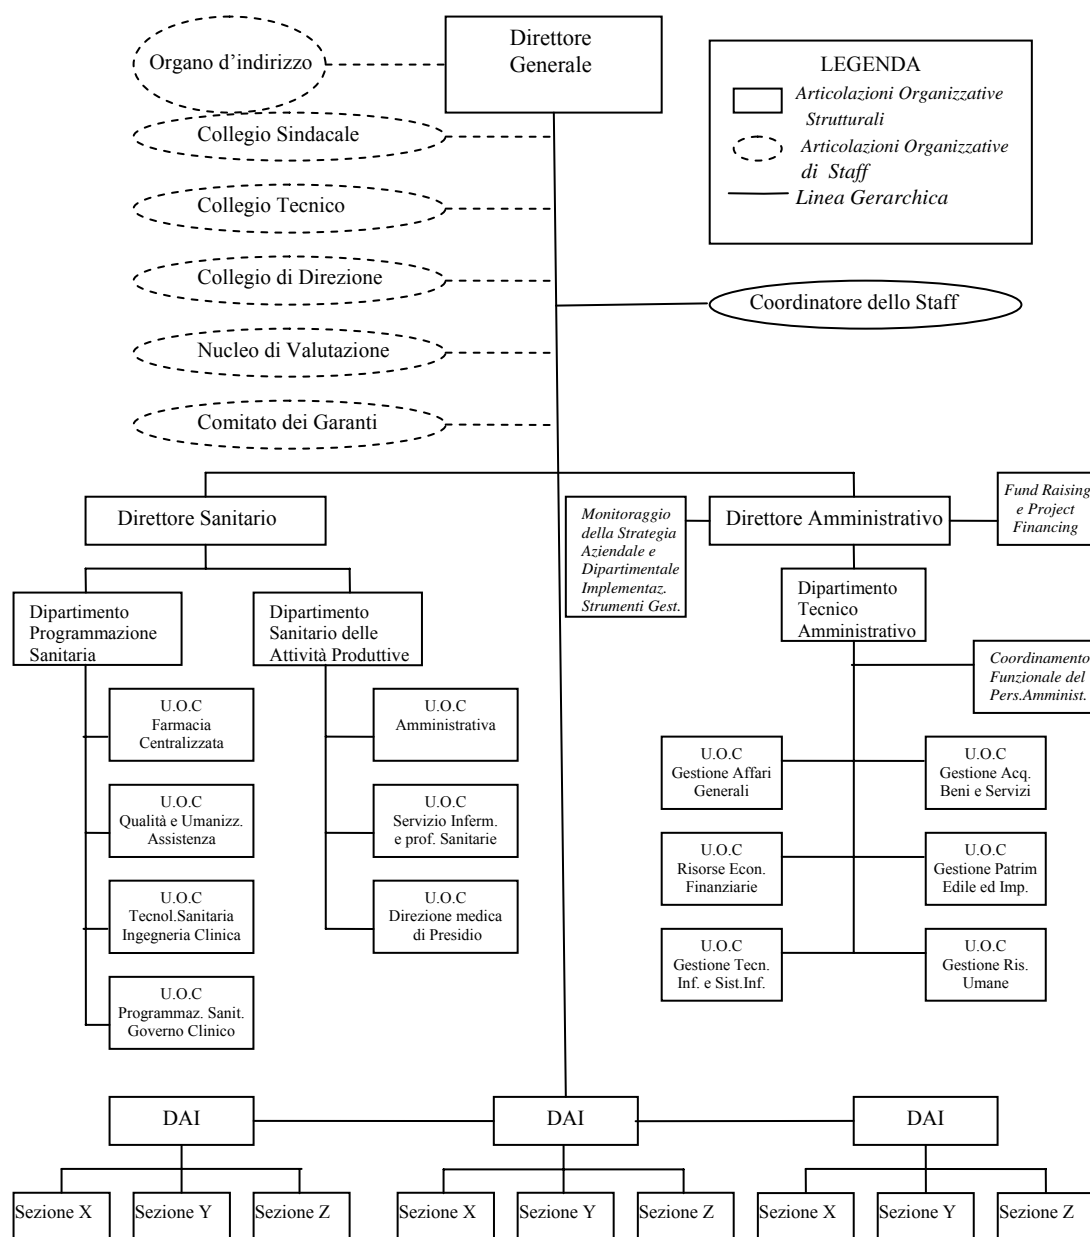 Direttore
Generale
Organo d’indirizzo
LEGENDA
Articolazioni Organizzative
Strutturali
Articolazioni Organizzative
di Staff
Linea Gerarchica
Collegio Sindacale
Collegio Tecnico
Collegio di Direzione
Coordinatore dello Staff
Nucleo di Valutazione
Comitato dei Garanti
Direttore Sanitario
Monitoraggio
della Strategia
Aziendale e
Dipartimentale
Implementaz.
Strumenti Gest.
Direttore Amministrativo
Fund Raising
e Project
Financing
Dipartimento
Programmazione
Sanitaria
Dipartimento
Sanitario delle
Attività Produttive
Dipartimento
Tecnico
Amministrativo
Coordinamento
Funzionale del
Pers.Amminist.
U.O.C
Farmacia
Centralizzata
U.O.C
Amministrativa
U.O.C
Gestione Affari
Generali
U.O.C
Gestione Acq.
Beni e Servizi
U.O.C
Qualità e Umanizz.
Assistenza
U.O.C
Servizio Inferm.
e prof. Sanitarie
U.O.C
Risorse Econ.
Finanziarie
U.O.C
Gestione Patrim
Edile ed Imp.
U.O.C
Tecnol.Sanitaria
Ingegneria Clinica
U.O.C
Direzione medica
di Presidio
U.O.C
Gestione Tecn.
Inf. e Sist.Inf.
U.O.C
Gestione Ris.
Umane
U.O.C
Programmaz. Sanit.
Governo Clinico
DAI
DAI
DAI
Sezione X
Sezione Y
Sezione Z
Sezione X
Sezione Y
Sezione Z
Sezione X
Sezione Y
Sezione Z